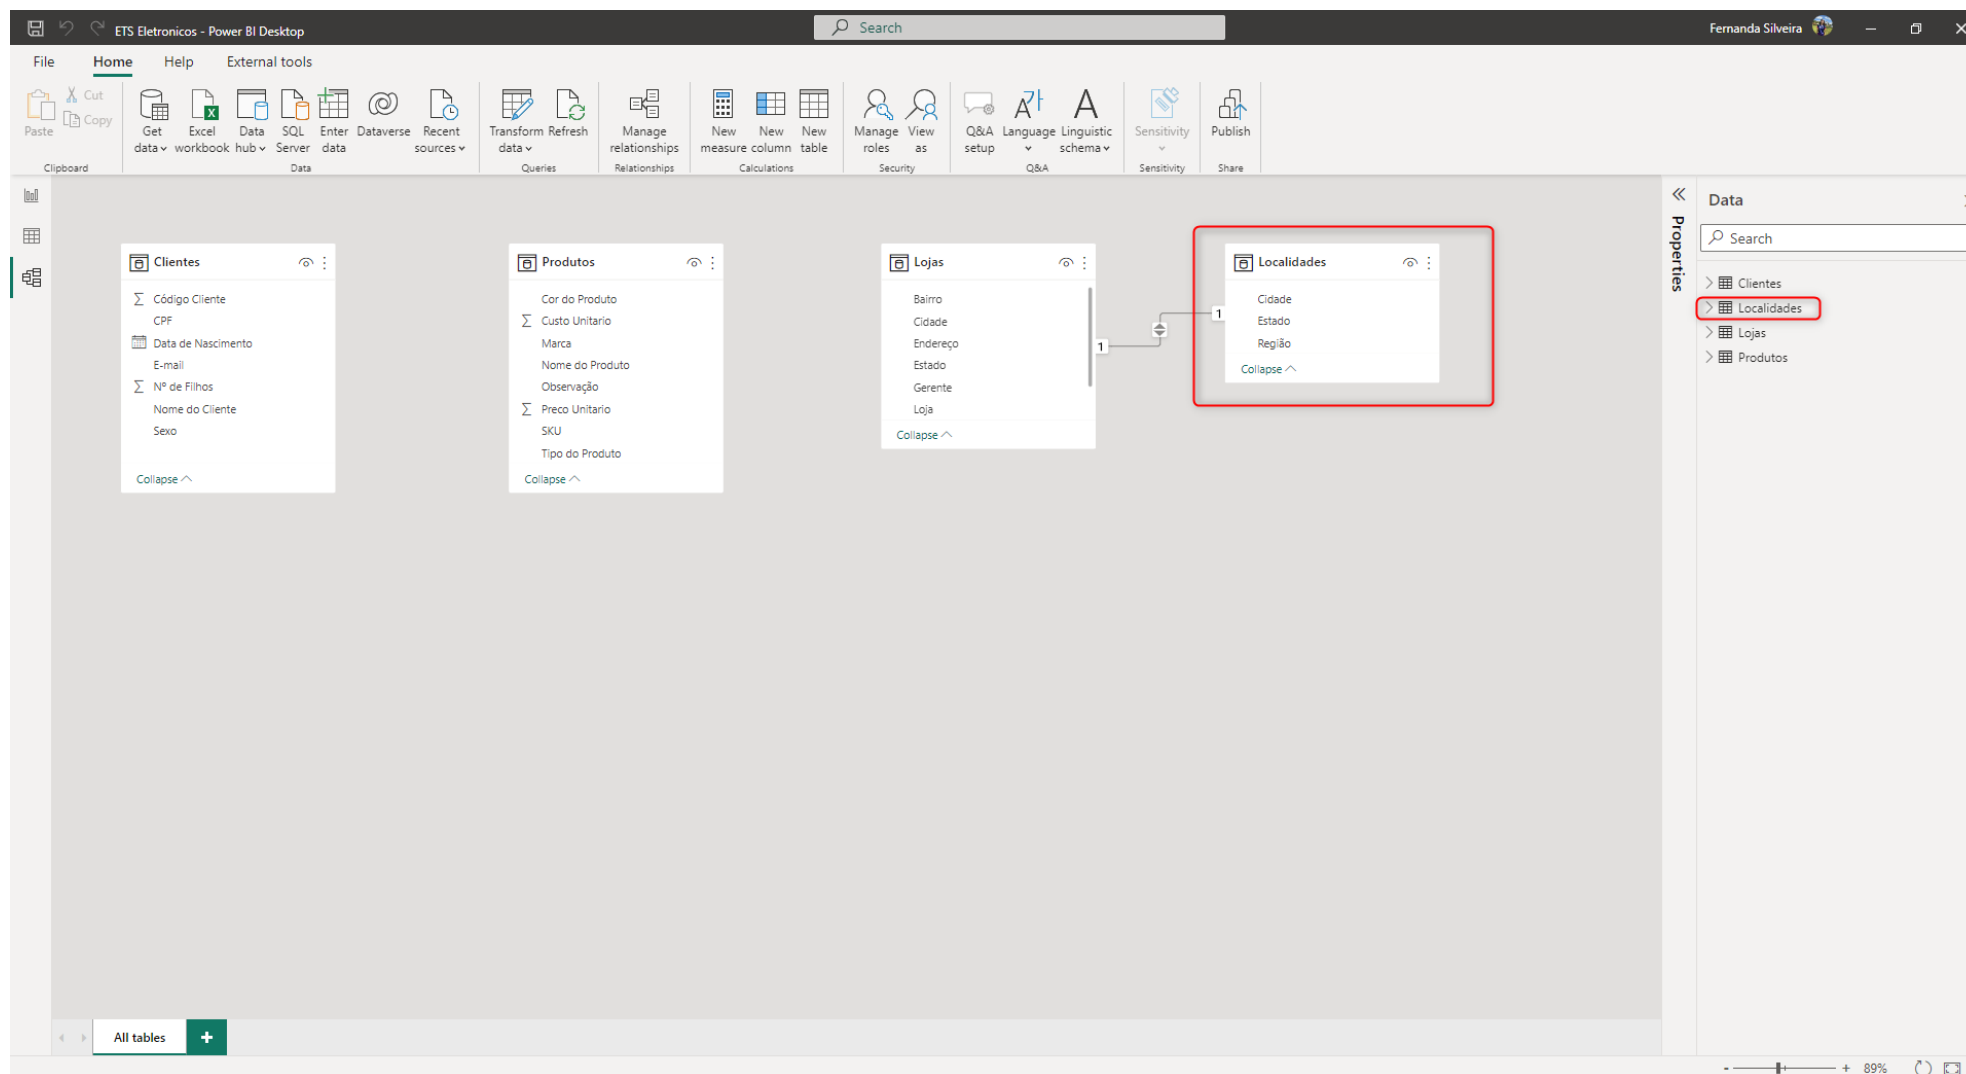 ETS Eletronicos - Power BI Desktop
Search
Fernanda Silveira
File Home Help External tools
Paste
Cut
Copy
Clipboard
Get data
Excel workbook
Data hub
SQL Server
Enter data
Dataverse
Recent sources
Data
Transform data
Refresh
Queries
Manage relationships
Relationships
New measure
New column
New table
Calculations
Manage roles
View as
Security
Q&A setup
Language
Linguistic schema
Q&A
Sensitivity
Sensitivity
Publish
Share
Clientes
Código Cliente
CPF
Data de Nascimento
E-mail
Nº de Filhos
Nome do Cliente
Sexo
Collapse
Produtos
Cor do Produto
Custo Unitario
Marca
Nome do Produto
Observação
Preco Unitario
SKU
Tipo do Produto
Collapse
Lojas
Bairro
Cidade
Endereço
Estado
Gerente
Loja
Collapse
1
1
Localidades
Cidade
Estado
Região
Collapse
Properties
Data
Search
Clientes
Localidades
Lojas
Produtos
All tables
+
- + 89%